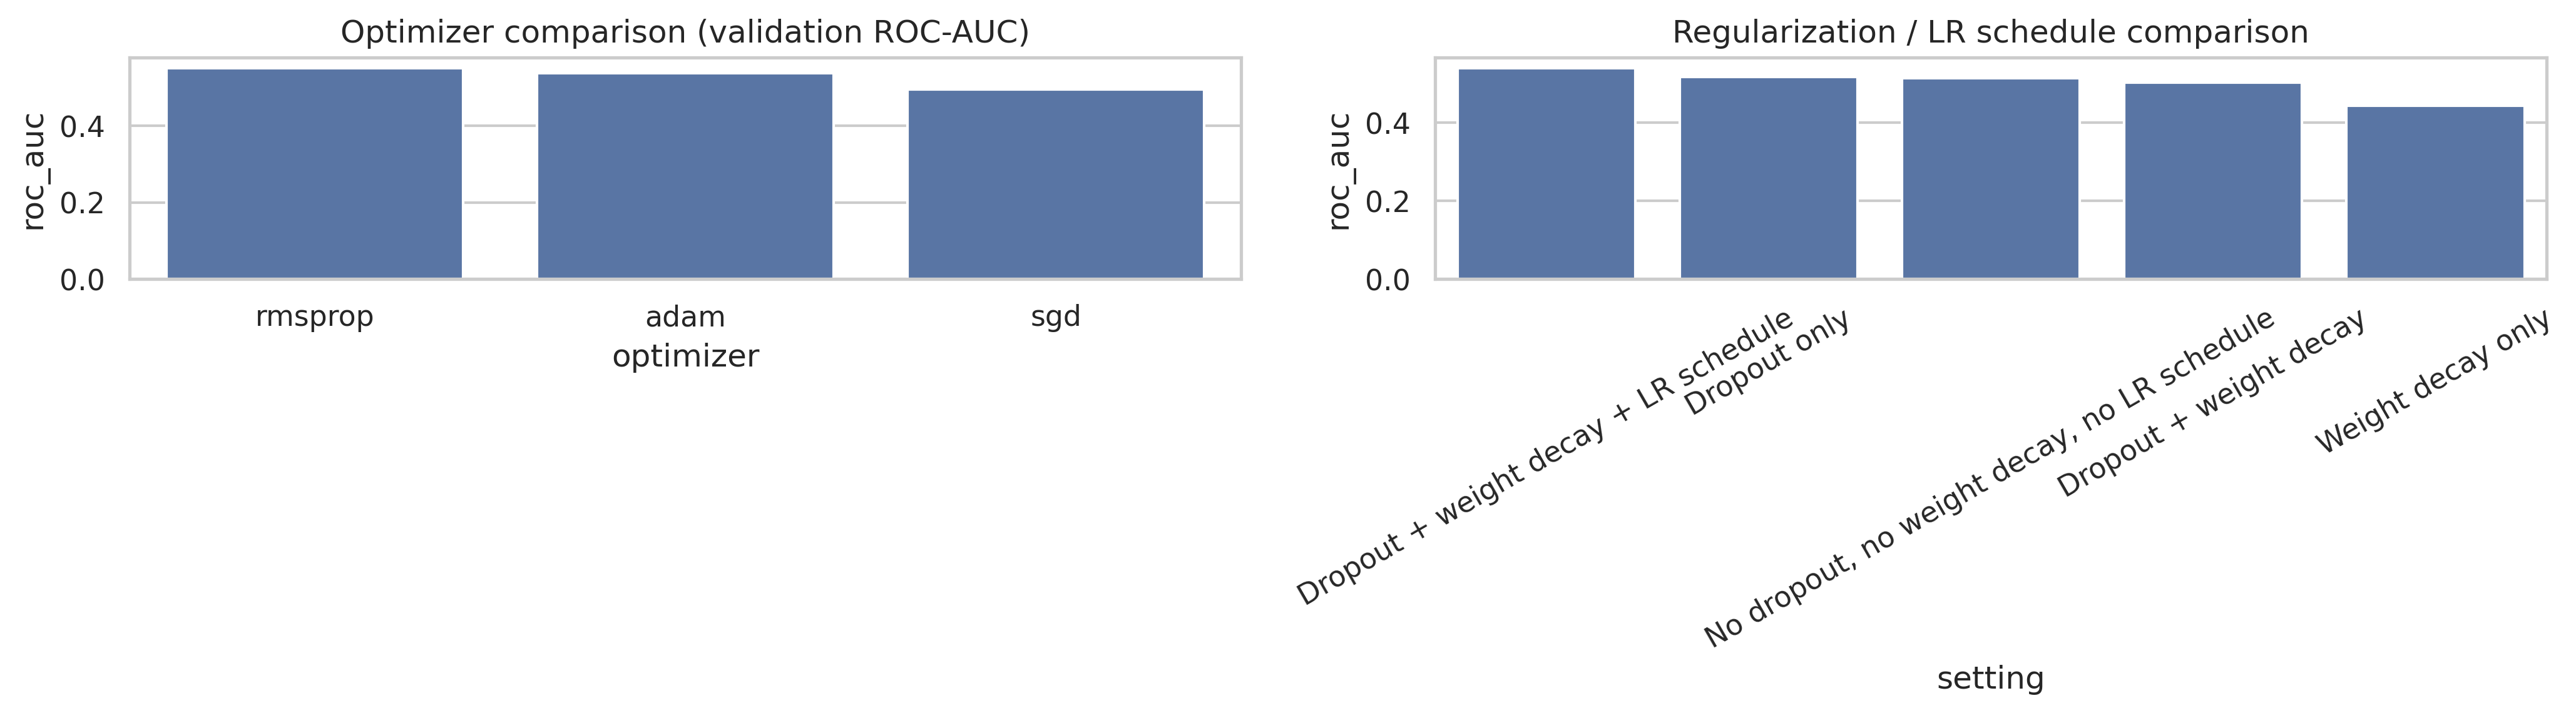 Optimizer comparison (validation ROC-AUC)
roc_auc
0.4
0.2
0.0
rmsprop
adam
sgd
optimizer
Regularization / LR schedule comparison
roc_auc
0.4
0.2
0.0
Dropout + weight decay + LR schedule
Dropout only
No dropout, no weight decay, no LR schedule
Dropout + weight decay
Weight decay only
setting